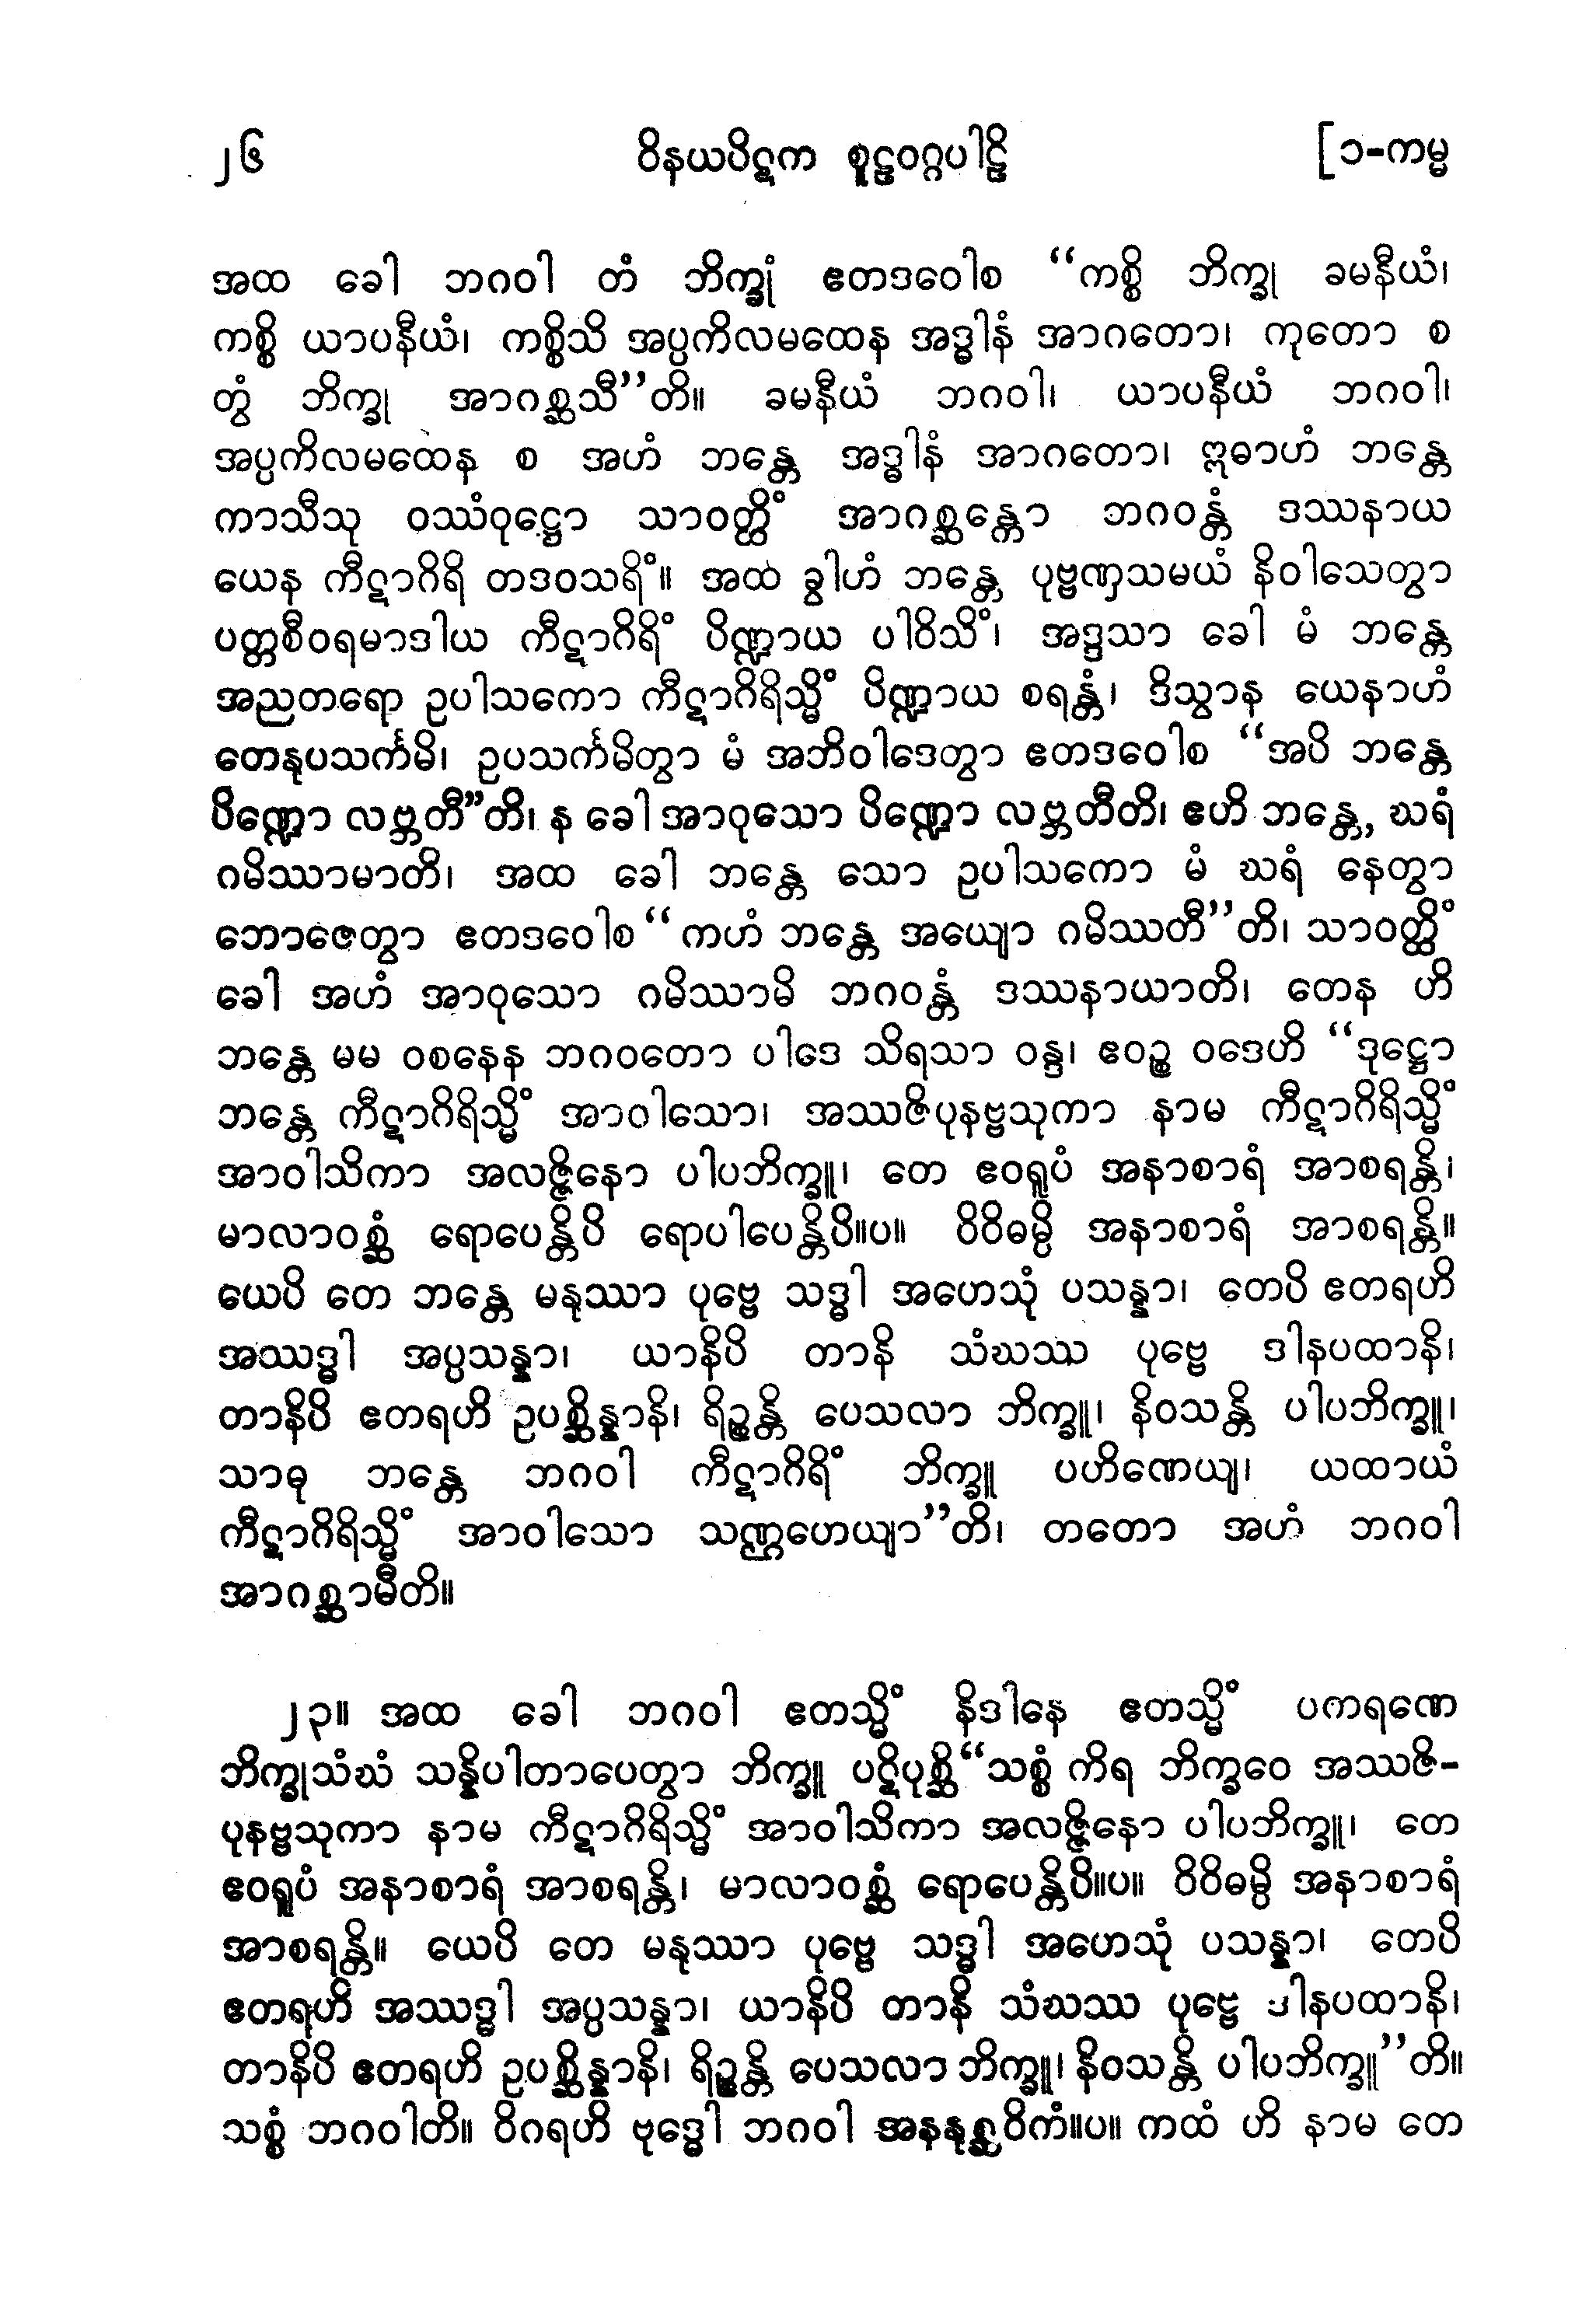 ၂၆ ဝိနယပိဋက စူဠဝဂ္ဂပါဠိ [၁-ကမ္မ
အထ ခေါ ဘဂဝါ တံ ဘိက္ခုံ ဧတဒဝေါစ “ကစ္စိ ဘိက္ခု ခမနီယံ၊
ကစ္စိ ယာပနီယံ၊ ကစ္စိသိ အပ္ပကိလမထေန အဒ္ဓါနံ အာဂတော၊ ကုတော စ
တွံ ဘိက္ခု အာဂစ္ဆသီ”တိ။ ခမနီယံ ဘဂဝါ၊ ယာပနီယံ ဘဂဝါ၊
အပ္ပကိလမထေန စ အဟံ ဘန္တေ အဒ္ဓါနံ အာဂတော၊ ဣဓာဟံ ဘန္တေ
ကာသီသု ဝဿံဝုဋ္ဌော သာဝတ္ထိံ အာဂစ္ဆန္တော ဘဂဝန္တံ ဒဿနာယ
ယေန ကီဋာဂိရိ တဒဝသရိံ။ အထ ခွါဟံ ဘန္တေ ပုဗ္ဗဏှသမယံ နိဝါသေတွာ
ပတ္တစီဝရမာဒါယ ကီဋာဂိရိံ ပိဏ္ဍာယ ပါဝိသိံ၊ အဒ္ဒသာ ခေါ မံ ဘန္တေ
အညတရော ဥပါသကော ကီဋာဂိရိသ္မိံ ပိဏ္ဍာယ စရန္တံ၊ ဒိသွာန ယေနာဟံ
တေနုပသင်္ကမိ၊ ဥပသင်္ကမိတွာ မံ အဘိဝါဒေတွာ ဧတဒဝေါစ “အပိ ဘန္တေ
ပိဏ္ဍော လဗ္ဘတီ”တိ၊ န ခေါ အာဝုသော ပိဏ္ဍော လဗ္ဘတီတိ၊ ဧဟိ ဘန္တေ, ဃရံ
ဂမိဿာမာတိ၊ အထ ခေါ ဘန္တေ သော ဥပါသကော မံ ဃရံ နေတွာ
ဘောဇေတွာ ဧတဒဝေါစ “ကဟံ ဘန္တေ အယျော ဂမိဿတီ”တိ၊ သာဝတ္ထိံ
ခေါ အဟံ အာဝုသော ဂမိဿာမိ ဘဂဝန္တံ ဒဿနာယာတိ၊ တေန ဟိ
ဘန္တေ မမ ဝစနေန ဘဂဝတော ပါဒေ သိရသာ ဝန္ဒ၊ ဧဝဉ္စ ဝဒေဟိ “ဒုဋ္ဌော
ဘန္တေ ကီဋာဂိရိသ္မိံ အာဝါသော၊ အဿဇိပုနဗ္ဗသုကာ နာမ ကီဋာဂိရိသ္မိံ
အာဝါသိကာ အလဇ္ဇိနော ပါပဘိက္ခူ၊ တေ ဧဝရူပံ အနာစာရံ အာစရန္တိ၊
မာလာဝစ္ဆံ ရောပေန္တိပိ ရောပါပေန္တိပိ။ပ။ ဝိဝိဓမ္ပိ အနာစာရံ အာစရန္တိ။
ယေပိ တေ ဘန္တေ မနုဿာ ပုဗ္ဗေ သဒ္ဓါ အဟေသုံ ပသန္နာ၊ တေပိ ဧတရဟိ
အဿဒ္ဓါ အပ္ပသန္နာ၊ ယာနိပိ တာနိ သံဃဿ ပုဗ္ဗေ ဒါနပထာနိ၊
တာနိပိ ဧတရဟိ ဥပစ္ဆိန္နာနိ၊ ရိဉ္စန္တိ ပေသလာ ဘိက္ခူ၊ နိဝသန္တိ ပါပဘိက္ခူ၊
သာဓု ဘန္တေ ဘဂဝါ ကီဋာဂိရိံ ဘိက္ခူ ပဟိဏေယျ၊ ယထာယံ
ကီဋာဂိရိသ္မိံ အာဝါသော သဏ္ဌဟေယျာ”တိ၊ တတော အဟံ ဘဂဝါ
အာဂစ္ဆာမီတိ။
၂၃။ အထ ခေါ ဘဂဝါ ဧတသ္မိံ နိဒါနေ ဧတသ္မိံ ပကရဏေ
ဘိက္ခုသံဃံ သန္နိပါတာပေတွာ ဘိက္ခူ ပဋိပုစ္ဆိ “သစ္စံ ကိရ ဘိက္ခဝေ အဿဇိ-
ပုနဗ္ဗသုကာ နာမ ကီဋာဂိရိသ္မိံ အာဝါသိကာ အလဇ္ဇိနော ပါပဘိက္ခူ၊ တေ
ဧဝရူပံ အနာစာရံ အာစရန္တိ၊ မာလာဝစ္ဆံ ရောပေန္တိပိ။ပ။ ဝိဝိဓမ္ပိ အနာစာရံ
အာစရန္တိ။ ယေပိ တေ မနုဿာ ပုဗ္ဗေ သဒ္ဓါ အဟေသုံ ပသန္နာ၊ တေပိ
ဧတရဟိ အဿဒ္ဓါ အပ္ပသန္နာ၊ ယာနိပိ တာနိ သံဃဿ ပုဗ္ဗေ ဒါနပထာနိ၊
တာနိပိ ဧတရဟိ ဥပစ္ဆိန္နာနိ၊ ရိဉ္စန္တိ ပေသလာ ဘိက္ခူ၊ နိဝသန္တိ ပါပဘိက္ခူ”တိ။
သစ္စံ ဘဂဝါတိ။ ဝိဂရဟိ ဗုဒ္ဓေါ ဘဂဝါ အနနုစ္ဆဝိကံ။ပ။ ကထံ ဟိ နာမ တေ